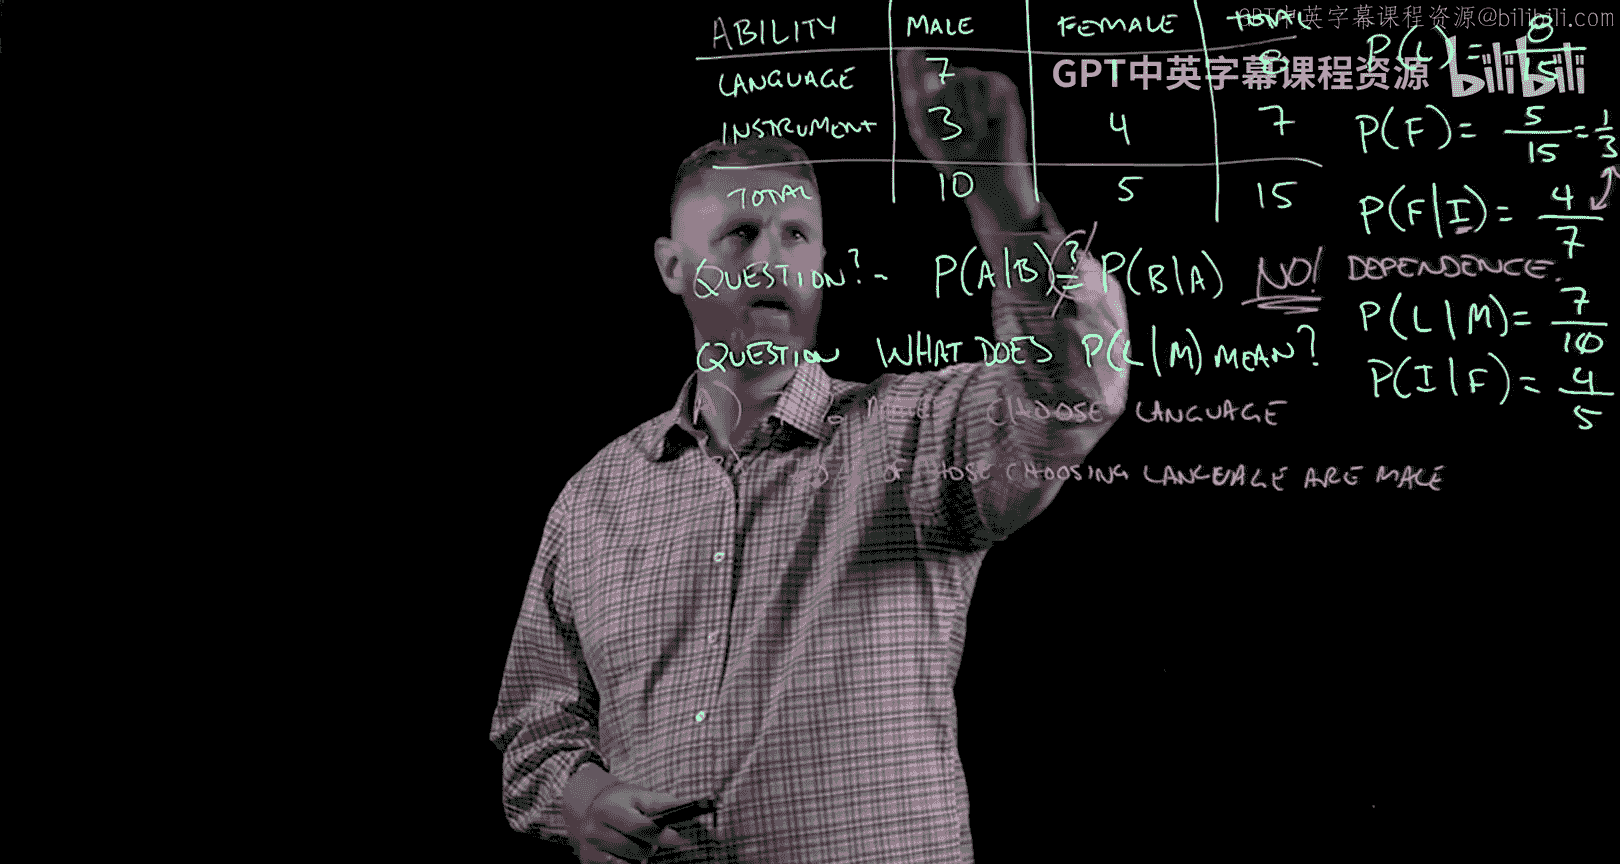 GPT中英字幕课程资源@bilibili.com
ABILITY MALE FEMALE TOTAL
P(L) = 8/15
GPT中英字幕课程资源 bilibili
LANGUAGE 7 8
INSTRUMENT 3 4 7
P(F) = 5/15 = 1/3
TOTAL 10 5 15
P(F|I) = 4/7
QUESTION? - P(A|B) =? P(B|A) NO! DEPENDENCE.
P(L|M) = 7/10
QUESTION WHAT DOES P(L|M) MEAN?
P(I|F) = 4/5
A) CHOOSE LANGUAGE
OF THOSE CHOOSING LANGUAGE ARE MALE